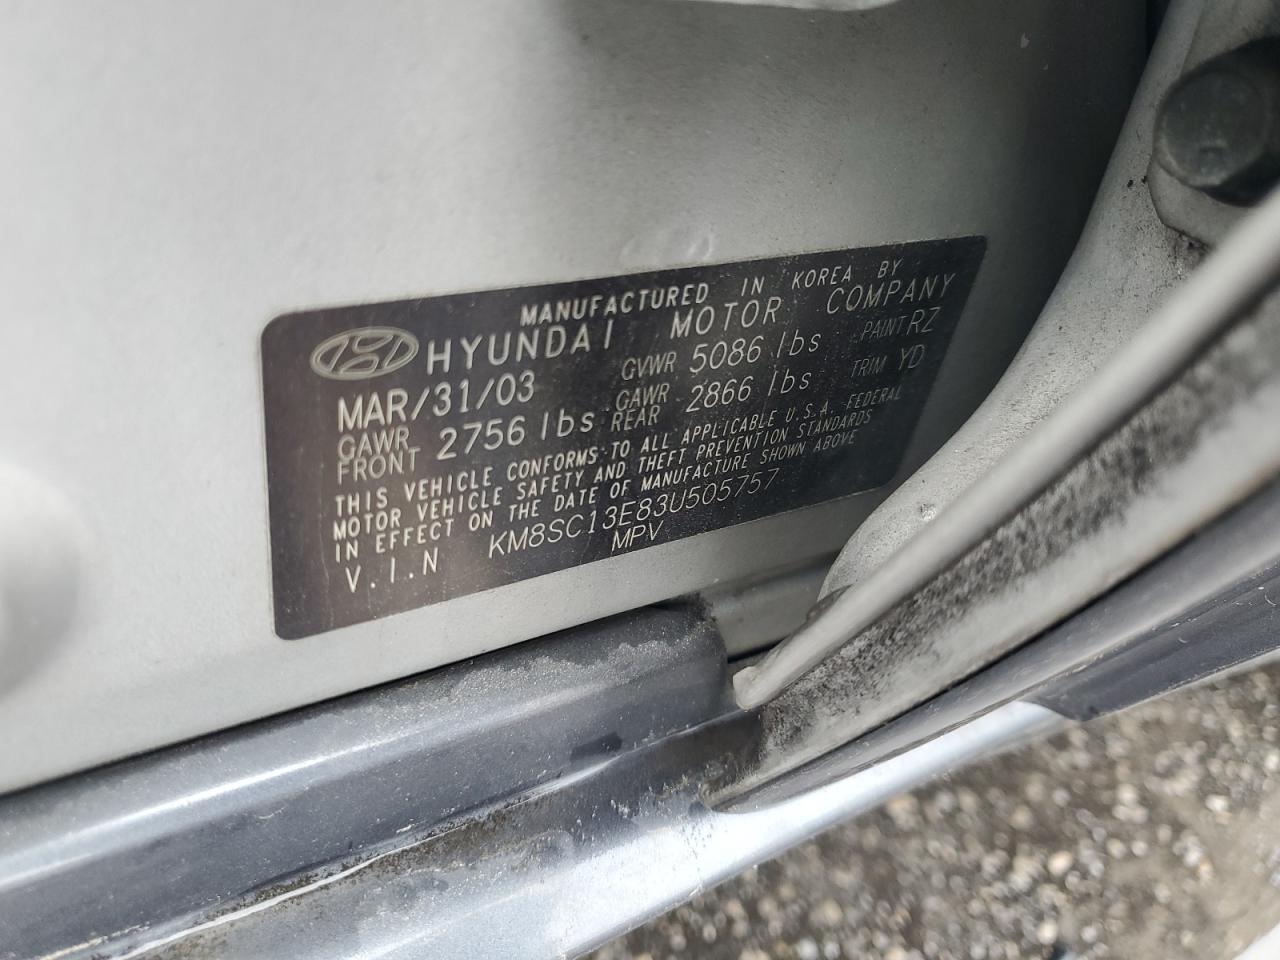 MANUFACTURED IN KOREA BY
HYUNDAI MOTOR COMPANY
MAR/31/03 GVWR 5086 lbs PAINT RZ
GAWR FRONT 2756 lbs GAWR REAR 2866 lbs TRIM YD
THIS VEHICLE CONFORMS TO ALL APPLICABLE U.S.A. FEDERAL
MOTOR VEHICLE SAFETY AND THEFT PREVENTION STANDARDS
IN EFFECT ON THE DATE OF MANUFACTURE SHOWN ABOVE
V.I.N KM8SC13E83U505757
MPV